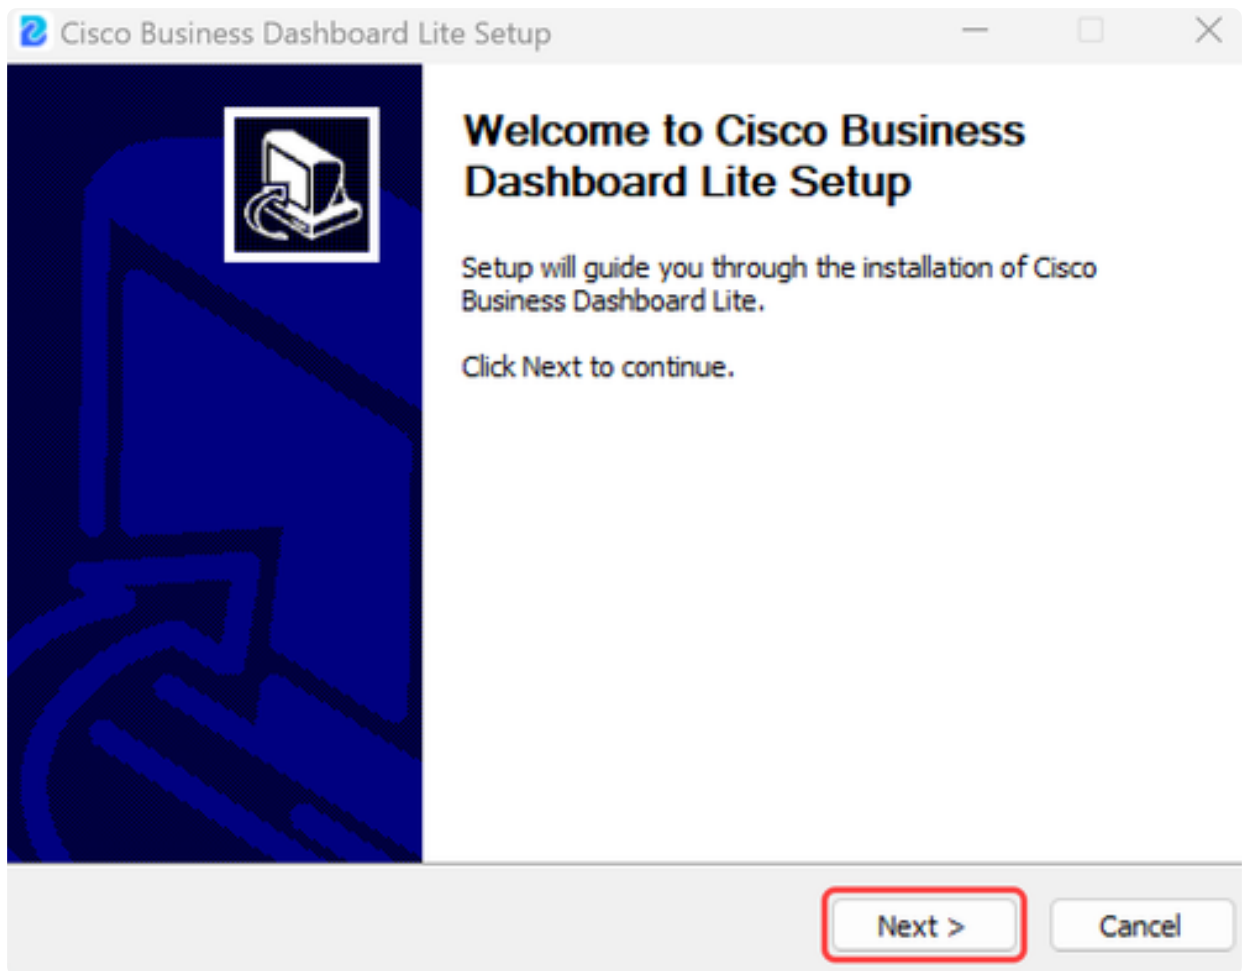 Cisco Business Dashboard Lite Setup
Welcome to Cisco Business
Dashboard Lite Setup
Setup will guide you through the installation of Cisco
Business Dashboard Lite.
Click Next to continue.
Next >
Cancel